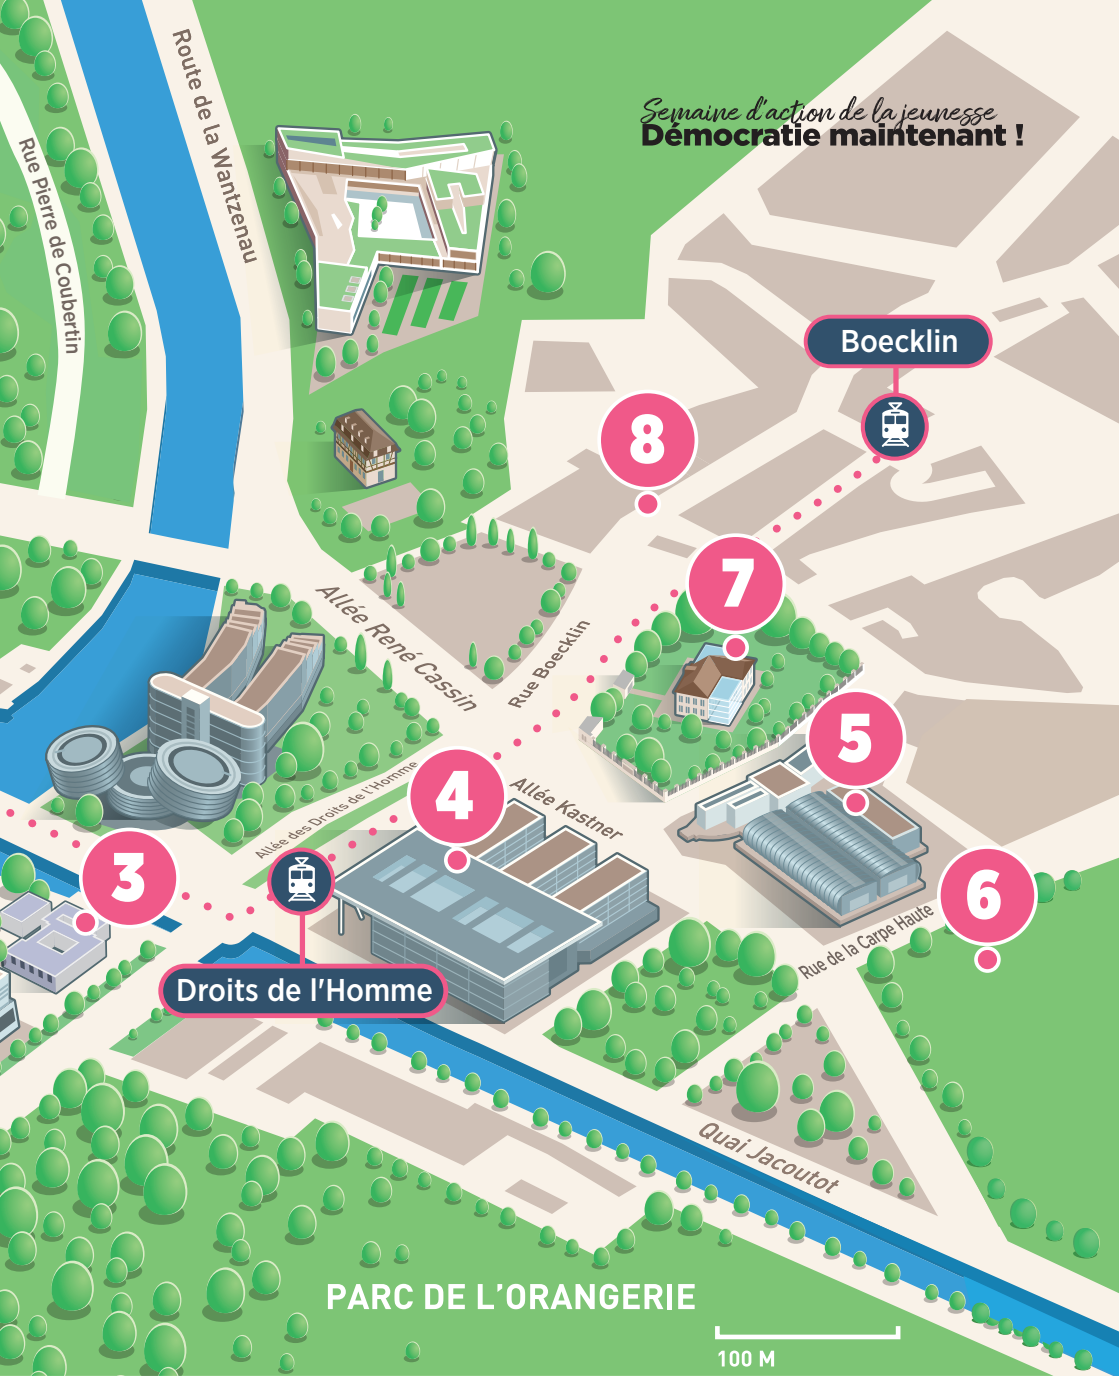 Semaine d'action de la jeunesse
Démocratie maintenant !
Route de la Wantzenau
Rue Pierre de Coubertin
Boecklin
8
7
Allée René Cassin
Rue Boecklin
5
4
Allée Kastner
Allée des Droits de l'Homme
3
6
Rue de la Carpe Haute
Droits de l'Homme
Quai Jacoutot
PARC DE L'ORANGERIE
100 M